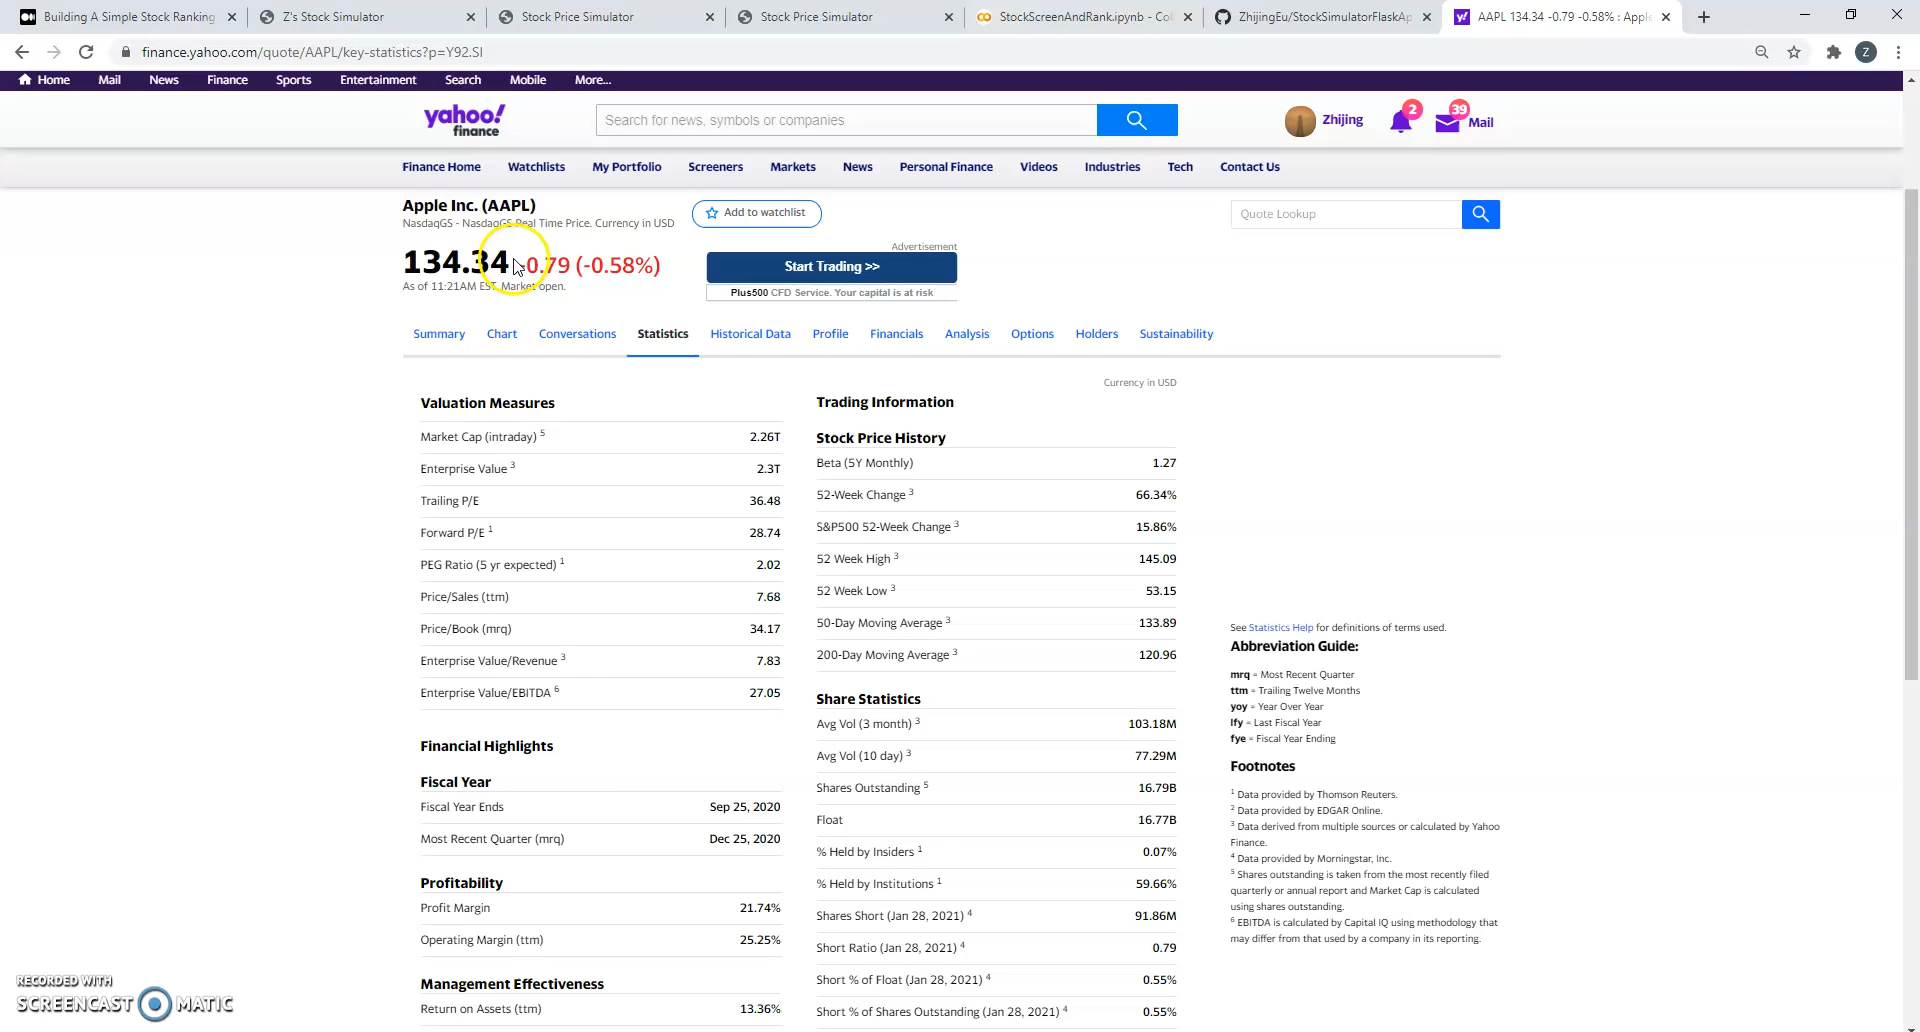 Building A Simple Stock Ranking
Z's Stock Simulator
Stock Price Simulator
Stock Price Simulator
StockScreenAndRank.ipynb - Col
ZhijingEu/StockSimulatorFlaskAp
AAPL 134.34 -0.79 -0.58% : Apple
finance.yahoo.com/quote/AAPL/key-statistics?p=Y92.SI
Z
Home Mail News Finance Sports Entertainment Search Mobile More...
yahoo!
finance
Search for news, symbols or companies
Zhijing 2 39 Mail
Finance Home Watchlists My Portfolio Screeners Markets News Personal Finance Videos Industries Tech Contact Us
Apple Inc. (AAPL)
NasdaqGS - NasdaqGS Real Time Price. Currency in USD
Add to watchlist
Quote Lookup
134.34 -0.79 (-0.58%)
As of 11:21AM EST. Market open.
Advertisement
Start Trading >>
Plus500 CFD Service. Your capital is at risk
Summary Chart Conversations Statistics Historical Data Profile Financials Analysis Options Holders Sustainability
Currency in USD
Valuation Measures
Market Cap (intraday) 5 2.26T
Enterprise Value 3 2.3T
Trailing P/E 36.48
Forward P/E 1 28.74
PEG Ratio (5 yr expected) 1 2.02
Price/Sales (ttm) 7.68
Price/Book (mrq) 34.17
Enterprise Value/Revenue 3 7.83
Enterprise Value/EBITDA 6 27.05
Financial Highlights
Fiscal Year
Fiscal Year Ends Sep 25, 2020
Most Recent Quarter (mrq) Dec 25, 2020
Profitability
Profit Margin 21.74%
Operating Margin (ttm) 25.25%
Management Effectiveness
Return on Assets (ttm) 13.36%
Trading Information
Stock Price History
Beta (5Y Monthly) 1.27
52-Week Change 3 66.34%
S&P500 52-Week Change 3 15.86%
52 Week High 3 145.09
52 Week Low 3 53.15
50-Day Moving Average 3 133.89
200-Day Moving Average 3 120.96
Share Statistics
Avg Vol (3 month) 3 103.18M
Avg Vol (10 day) 3 77.29M
Shares Outstanding 5 16.79B
Float 16.77B
% Held by Insiders 1 0.07%
% Held by Institutions 1 59.66%
Shares Short (Jan 28, 2021) 4 91.86M
Short Ratio (Jan 28, 2021) 4 0.79
Short % of Float (Jan 28, 2021) 4 0.55%
Short % of Shares Outstanding (Jan 28, 2021) 4 0.55%
See Statistics Help for definitions of terms used.
Abbreviation Guide:
mrq = Most Recent Quarter
ttm = Trailing Twelve Months
yoy = Year Over Year
lfy = Last Fiscal Year
fye = Fiscal Year Ending
Footnotes
1 Data provided by Thomson Reuters.
2 Data provided by EDGAR Online.
3 Data derived from multiple sources or calculated by Yahoo
Finance.
4 Data provided by Morningstar, Inc.
5 Shares outstanding is taken from the most recently filed
quarterly or annual report and Market Cap is calculated
using shares outstanding.
6 EBITDA is calculated by Capital IQ using methodology that
may differ from that used by a company in its reporting.
RECORDED WITH
SCREENCAST MATIC